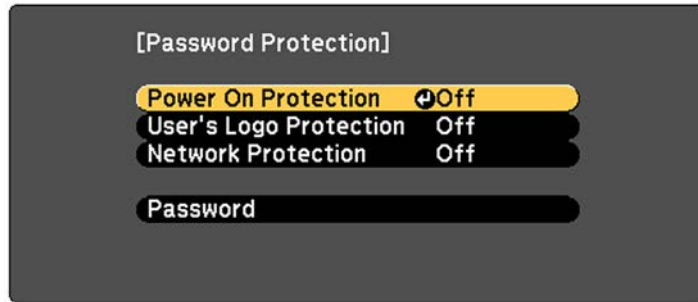 [Password Protection]
Power On Protection Off
User's Logo Protection Off
Network Protection Off
Password